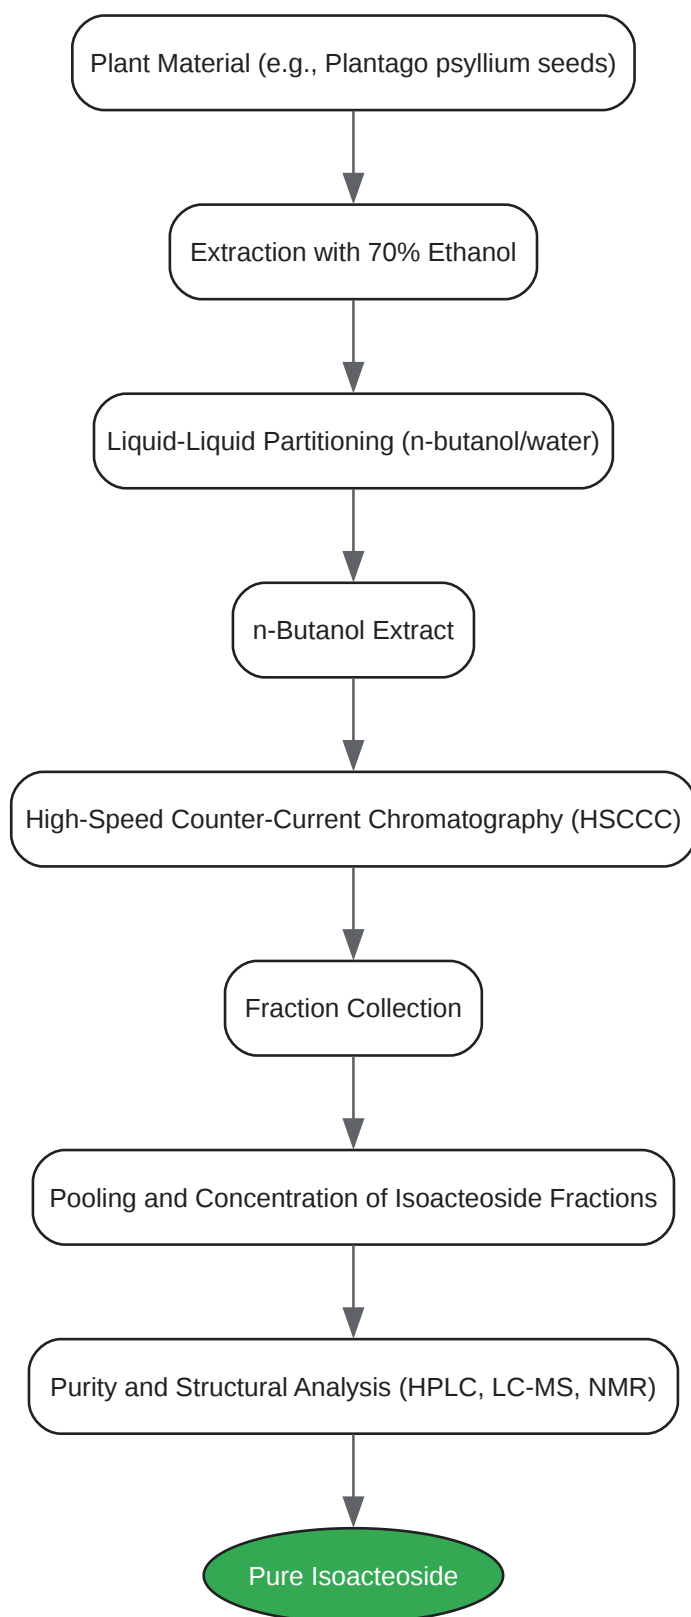 Plant Material (e.g., Plantago psyllium seeds)
Extraction with 70% Ethanol
Liquid-Liquid Partitioning (n-butanol/water)
n-Butanol Extract
High-Speed Counter-Current Chromatography (HSCCC)
Fraction Collection
Pooling and Concentration of Isoacteoside Fractions
Purity and Structural Analysis (HPLC, LC-MS, NMR)
Pure Isoacteoside